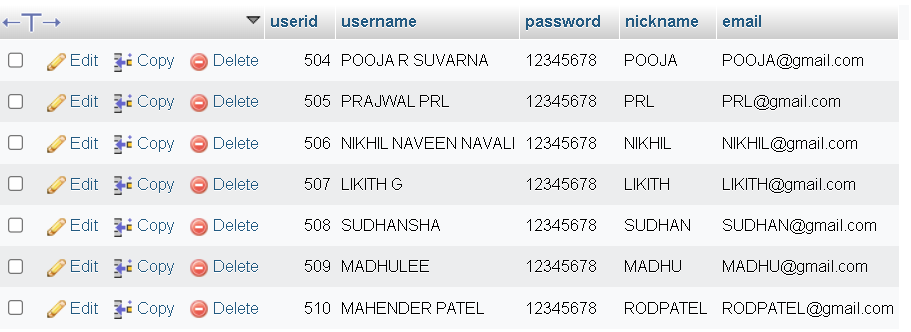 ←T→ userid username password nickname email
Edit Copy Delete 504 POOJA R SUVARNA 12345678 POOJA POOJA@gmail.com
Edit Copy Delete 505 PRAJWAL PRL 12345678 PRL PRL@gmail.com
Edit Copy Delete 506 NIKHIL NAVEEN NAVALI 12345678 NIKHIL NIKHIL@gmail.com
Edit Copy Delete 507 LIKITH G 12345678 LIKITH LIKITH@gmail.com
Edit Copy Delete 508 SUDHANSHA 12345678 SUDHAN SUDHAN@gmail.com
Edit Copy Delete 509 MADHULEE 12345678 MADHU MADHU@gmail.com
Edit Copy Delete 510 MAHENDER PATEL 12345678 RODPATEL RODPATEL@gmail.com